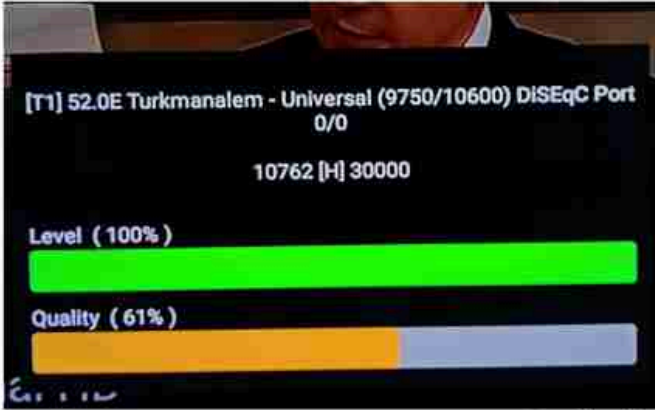 [T1] 52.0E Turkmanalem - Universal (9750/10600) DiSEqC Port
0/0
10762 [H] 30000
Level ( 100% )
Quality ( 61% )